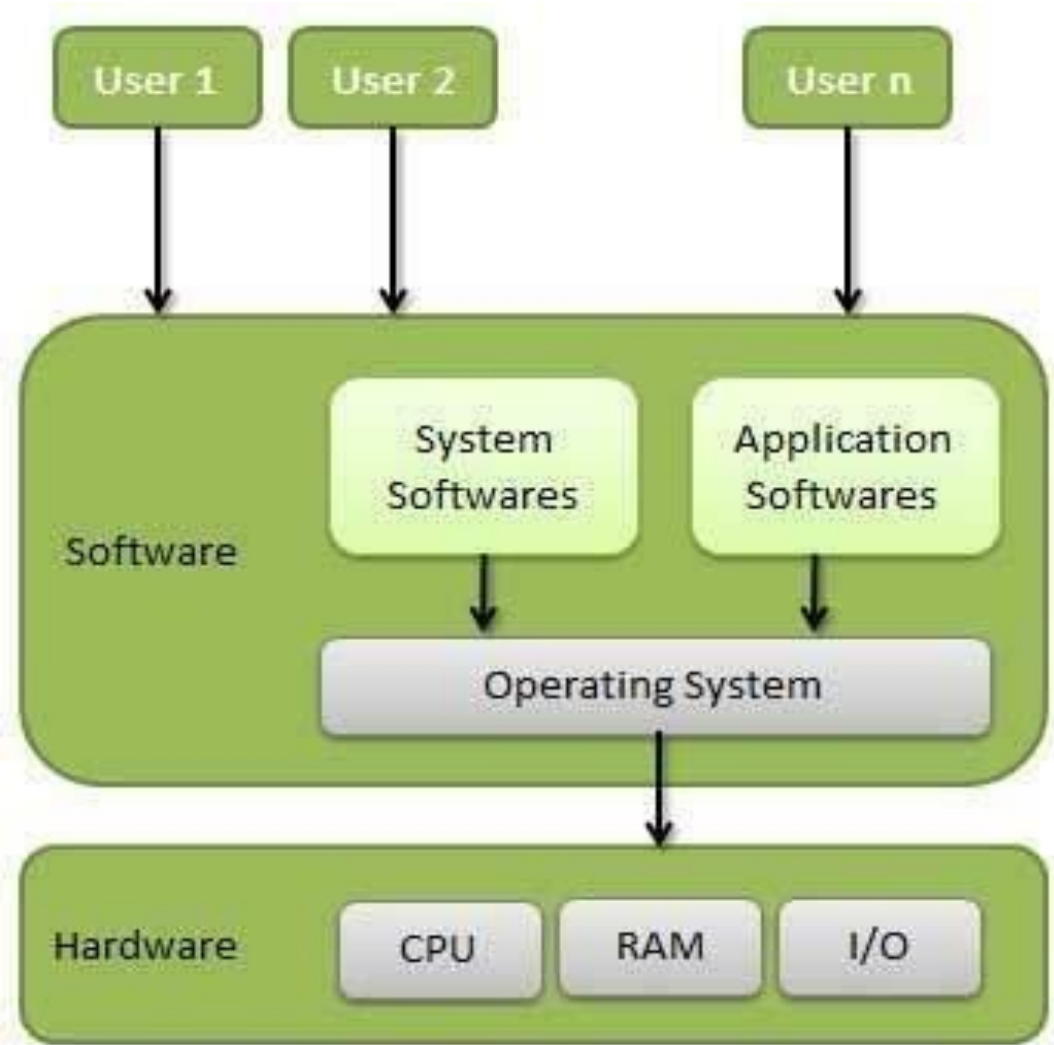 User 1
User 2
User n
System
Softwares
Application
Softwares
Software
Operating System
Hardware
CPU
RAM
I/O